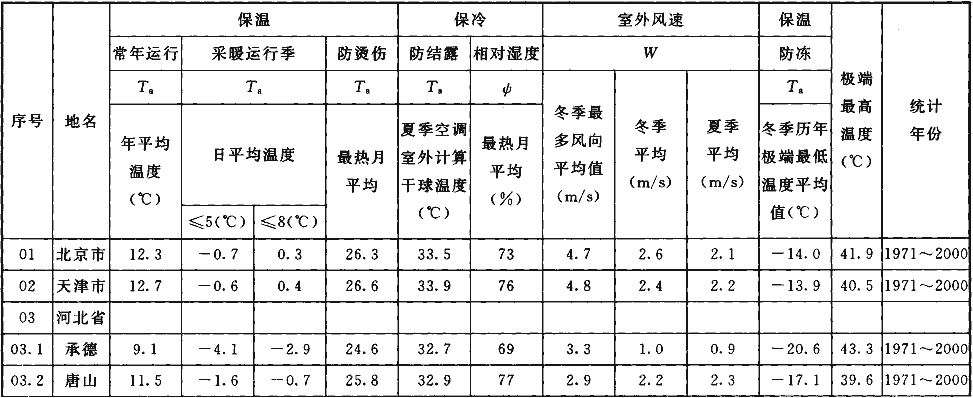 序号 地名 保温 保冷 室外风速 保温 极端最高温度(℃) 统计年份
常年运行 采暖运行季 防烫伤 防结露 相对湿度 W 防冻
Ta Ta Ta Ta ψ Ta
年平均温度(℃) 日平均温度 最热月平均 夏季空调室外计算干球温度(℃) 最热月平均(%) 冬季最多风向平均值(m/s) 冬季平均(m/s) 夏季平均(m/s) 冬季历年极端最低温度平均值(℃)
≤5(℃) ≤8(℃)
01 北京市 12.3 −0.7 0.3 26.3 33.5 73 4.7 2.6 2.1 −14.0 41.9 1971～2000
02 天津市 12.7 −0.6 0.4 26.6 33.9 76 4.8 2.4 2.2 −13.9 40.5 1971～2000
03 河北省
03.1 承德 9.1 −4.1 −2.9 24.6 32.7 69 3.3 1.0 0.9 −20.6 43.3 1971～2000
03.2 唐山 11.5 −1.6 −0.7 25.8 32.9 77 2.9 2.2 2.3 −17.1 39.6 1971～2000